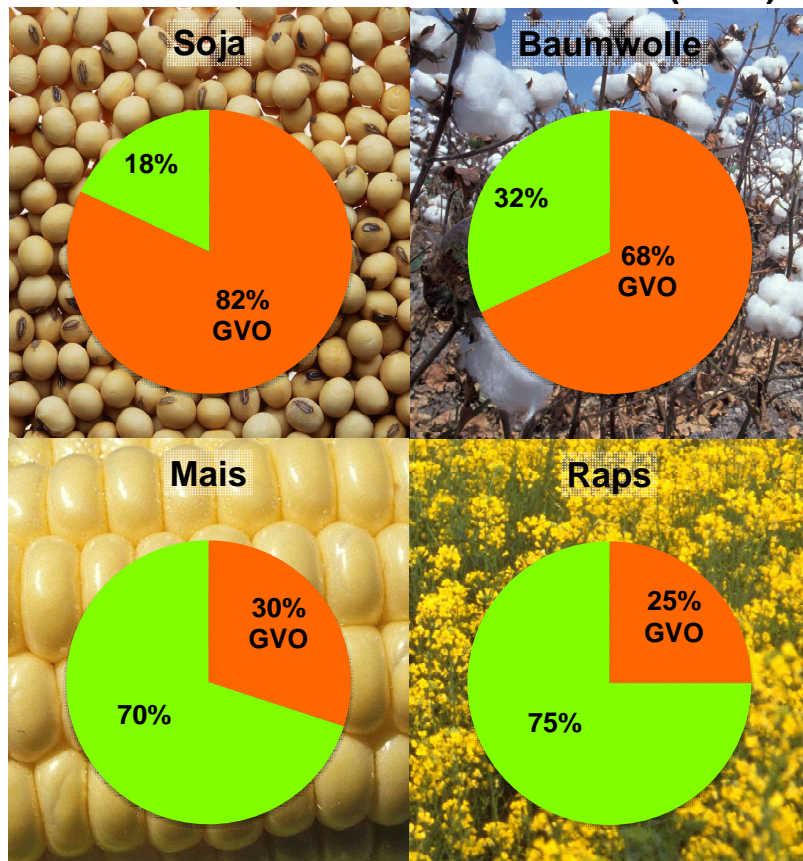 Soja
18%
82%
GVO
Baumwolle
32%
68%
GVO
Mais
30%
GVO
70%
Raps
25%
GVO
75%